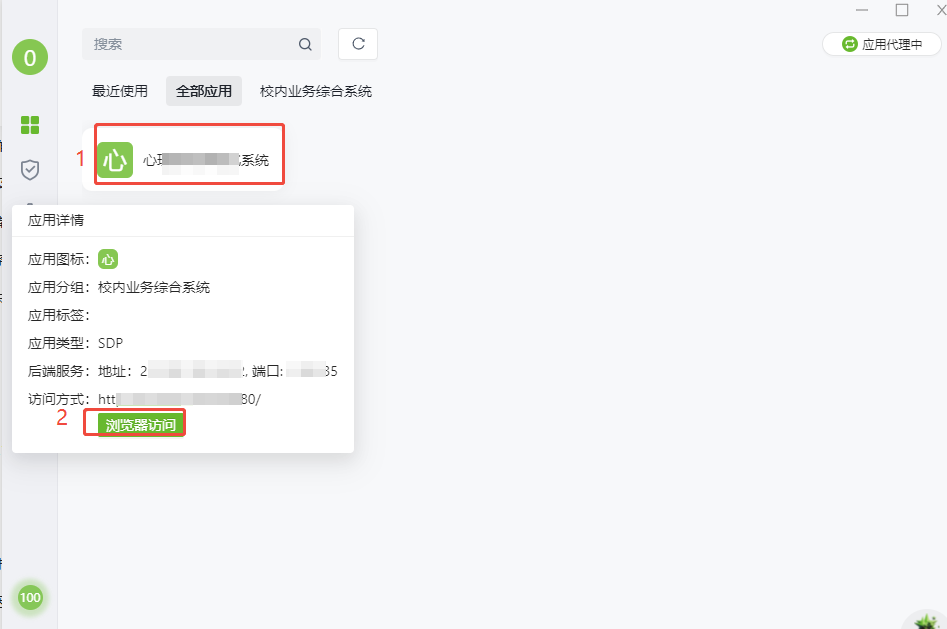 0
搜索
应用代理中
最近使用 全部应用 校内业务综合系统
1
心
心 系统
应用详情
应用图标： 心
应用分组： 校内业务综合系统
应用标签：
应用类型： SDP
后端服务： 地址： 2 , 端口: 35
访问方式： htt 80/
2
浏览器访问
100